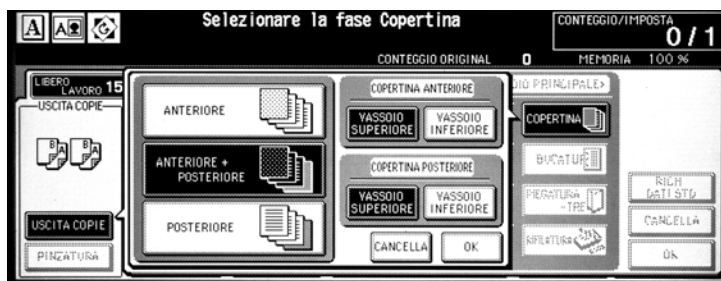 Selezionare la fase Copertina
CONTEGGIO/IMPOSTA
0 / 1
CONTEGGIO ORIGINAL 0 MEMORIA 100 %
LIBERO
LAVORO 15
USCITA COPIE
USCITA COPIE
PINZATURA
ANTERIORE
ANTERIORE +
POSTERIORE
POSTERIORE
COPERTINA ANTERIORE
VASSOIO
SUPERIORE
VASSOIO
INFERIORE
COPERTINA POSTERIORE
VASSOIO
SUPERIORE
VASSOIO
INFERIORE
CANCELLA
OK
PRINCIPALE>
COPERTINA
BUCATUR
PIEGATURA
-TRE
RIFILATURA
RICH
DATI STD
CANCELLA
OK